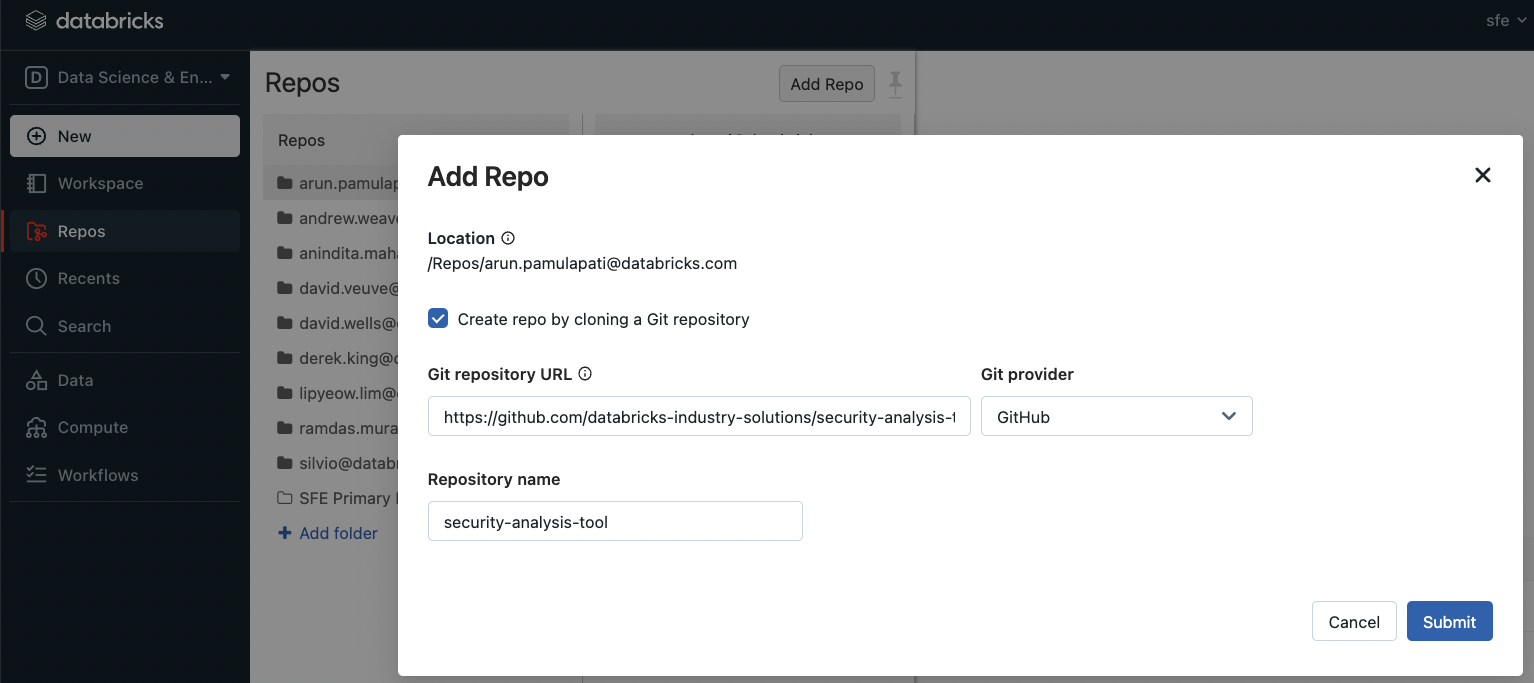 databricks
sfe
D
Data Science & En...
New
Workspace
Repos
Recents
Search
Data
Compute
Workflows
Repos
Add Repo
Repos
arun.pamulap
andrew.weave
anindita.maha
david.veuve@
david.wells@
derek.king@
lipyeow.lim@
ramdas.mura
silvio@datab
SFE Primary
Add folder
Add Repo
Location
/Repos/arun.pamulapati@databricks.com
Create repo by cloning a Git repository
Git repository URL
Git provider
https://github.com/databricks-industry-solutions/security-analysis-t
GitHub
Repository name
security-analysis-tool
Cancel
Submit